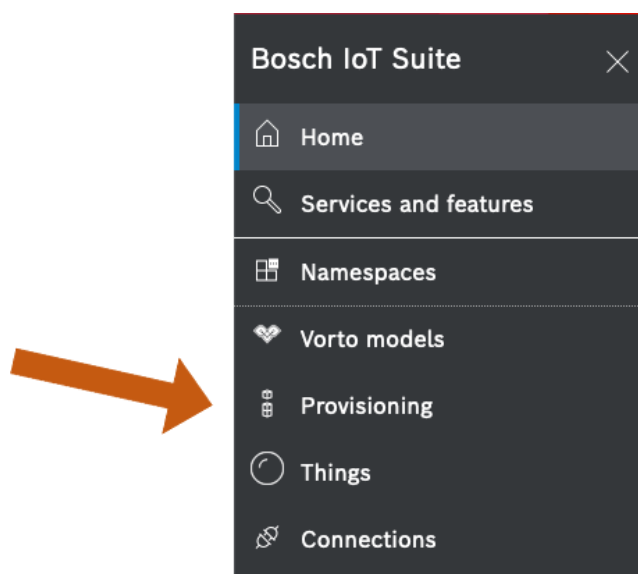 Bosch IoT Suite
Home
Services and features
Namespaces
Vorto models
Provisioning
Things
Connections